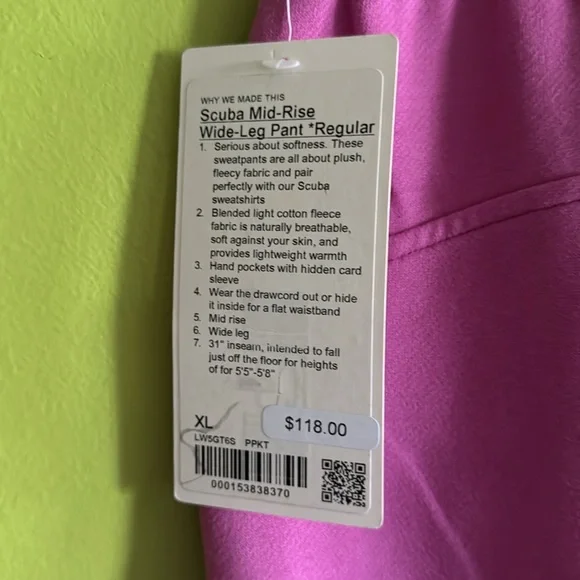 WHY WE MADE THIS
Scuba Mid-Rise
Wide-Leg Pant *Regular
1. Serious about softness. These
sweatpants are all about plush,
fleecy fabric and pair
perfectly with our Scuba
sweatshirts
2. Blended light cotton fleece
fabric is naturally breathable,
soft against your skin, and
provides lightweight warmth
3. Hand pockets with hidden card
sleeve
4. Wear the drawcord out or hide
it inside for a flat waistband
5. Mid rise
6. Wide leg
7. 31" inseam, intended to fall
just off the floor for heights
of for 5'5"-5'8"
XL
$118.00
LW5GT6S PPKT
000153838370